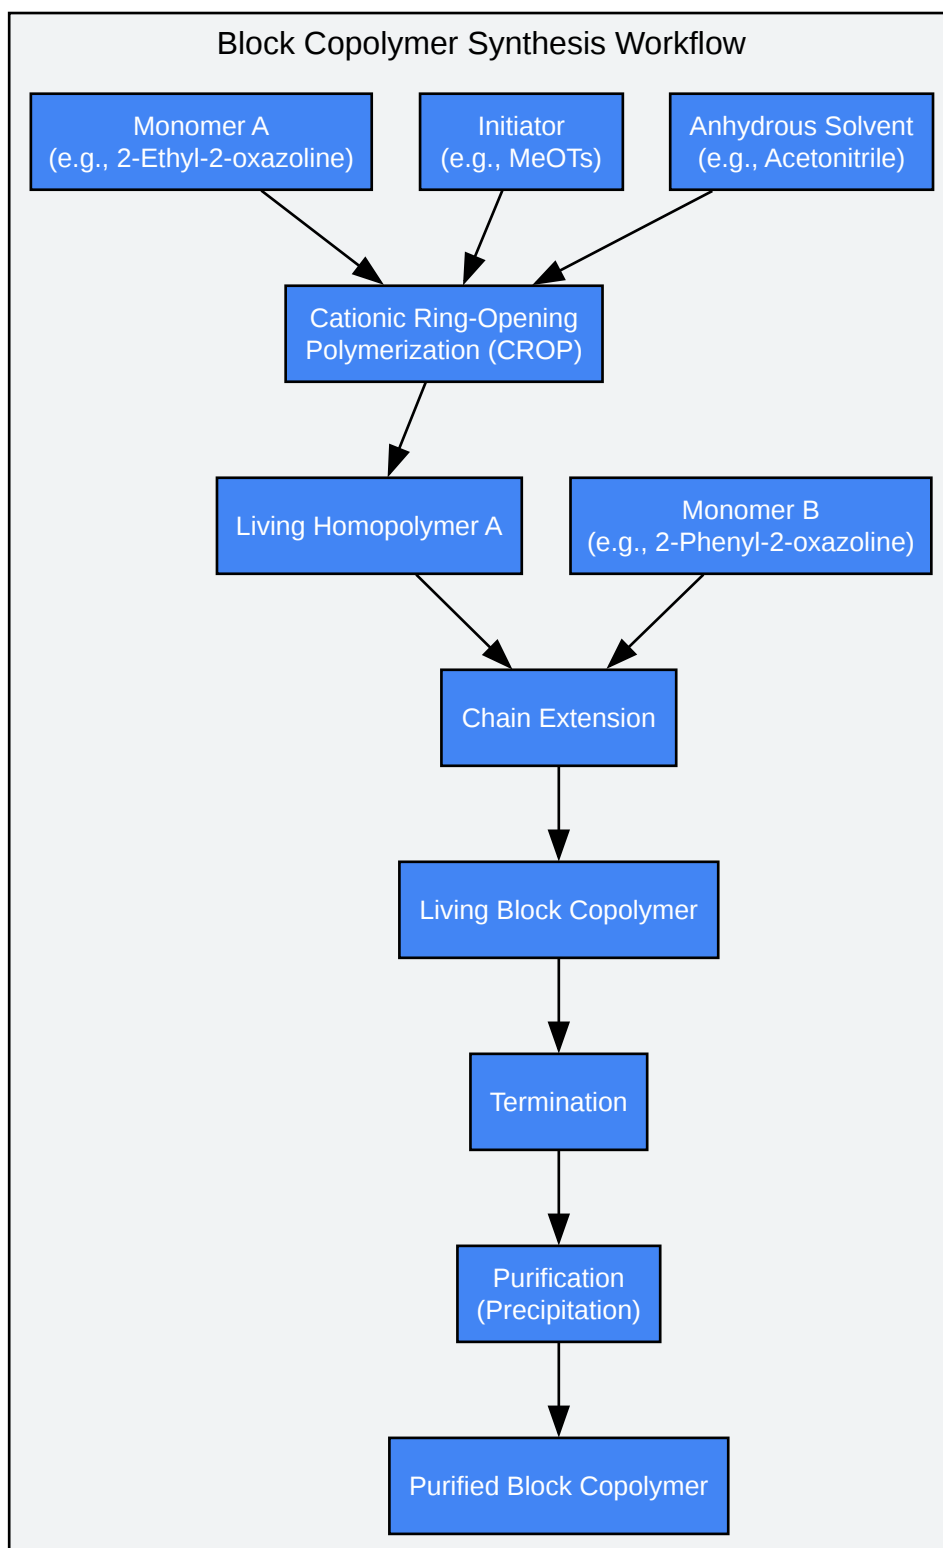 Block Copolymer Synthesis Workflow
Monomer A
(e.g., 2-Ethyl-2-oxazoline)
Initiator
(e.g., MeOTs)
Anhydrous Solvent
(e.g., Acetonitrile)
Cationic Ring-Opening
Polymerization (CROP)
Living Homopolymer A
Monomer B
(e.g., 2-Phenyl-2-oxazoline)
Chain Extension
Living Block Copolymer
Termination
Purification
(Precipitation)
Purified Block Copolymer